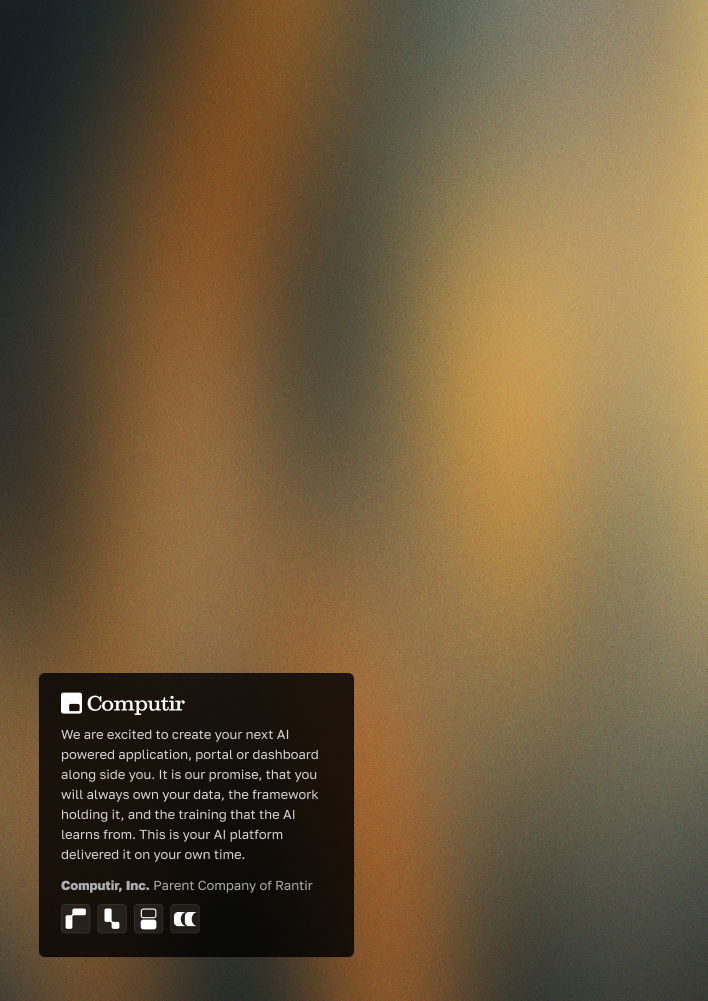 Computir
We are excited to create your next AI
powered application, portal or dashboard
along side you. It is our promise, that you
will always own your data, the framework
holding it, and the training that the AI
learns from. This is your AI platform
delivered it on your own time.
Computir, Inc. Parent Company of Rantir